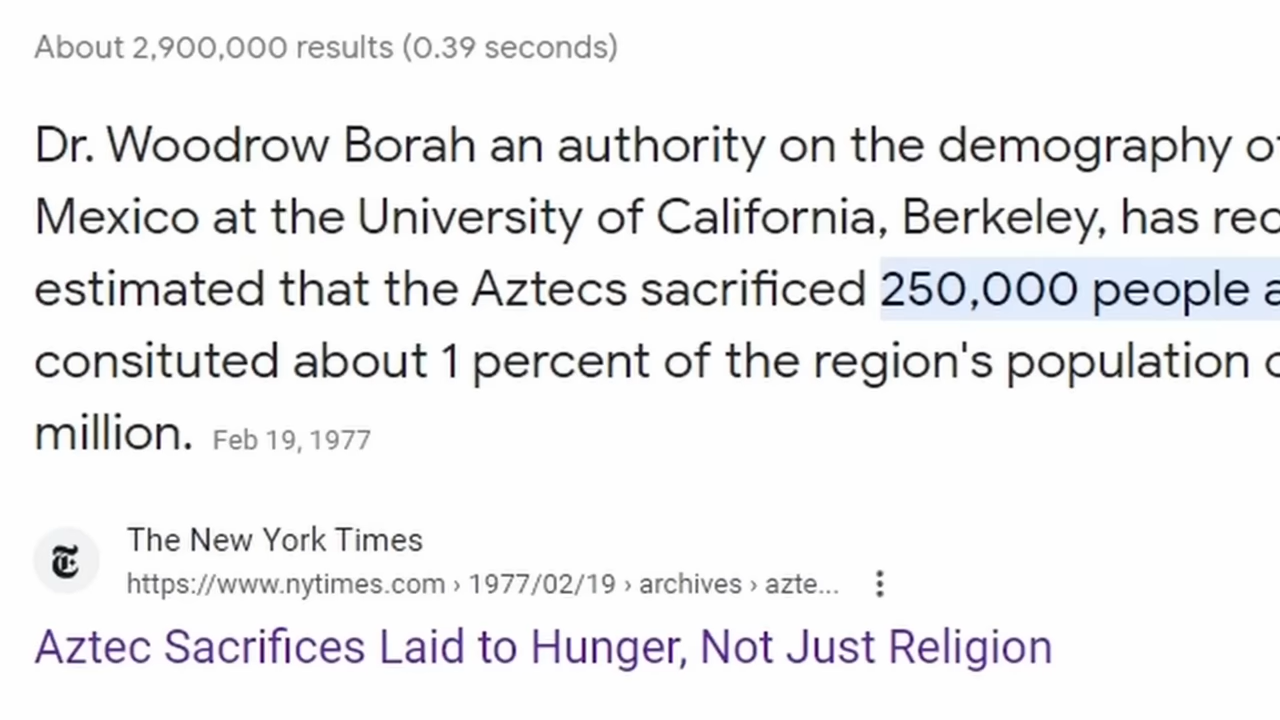 About 2,900,000 results (0.39 seconds)
Dr. Woodrow Borah an authority on the demography of
Mexico at the University of California, Berkeley, has rec
estimated that the Aztecs sacrificed 250,000 people a
consituted about 1 percent of the region's population o
million. Feb 19, 1977
The New York Times
https://www.nytimes.com › 1977/02/19 › archives › azte...
Aztec Sacrifices Laid to Hunger, Not Just Religion